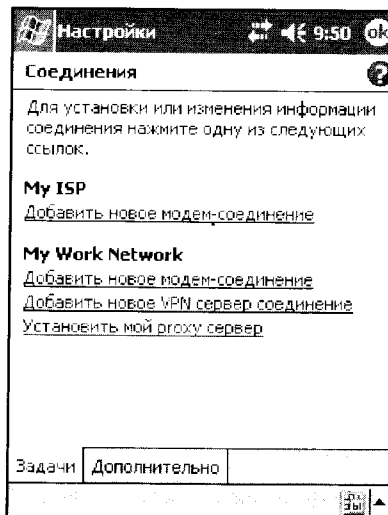 Настройки 9:50 ok
Соединения
Для установки или изменения информации
соединения нажмите одну из следующих
ссылок.
My ISP
Добавить новое модем-соединение
My Work Network
Добавить новое модем-соединение
Добавить новое VPN сервер соединение
Установить мой proxy сервер
Задачи Дополнительно